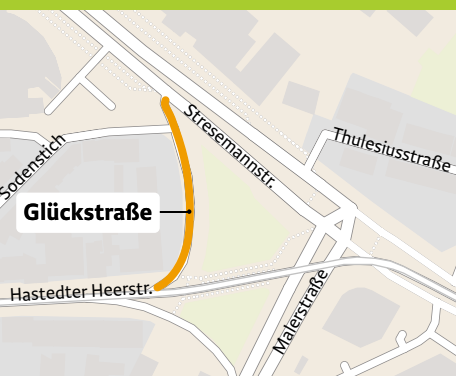 Stresemannstr.
Thulesiusstraße
Sodenstich
Glückstraße
Hastedter Heerstr.
Malerstraße